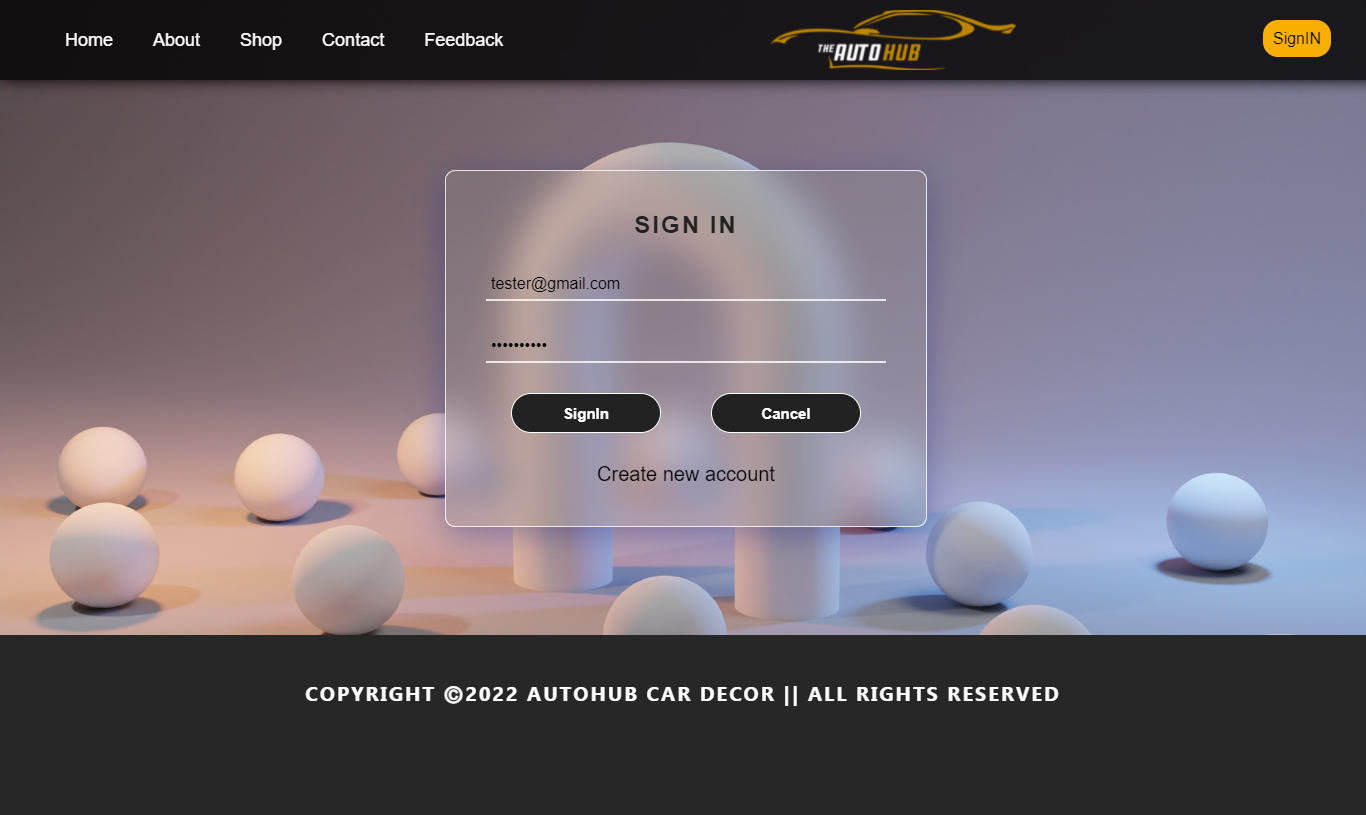 Home About Shop Contact Feedback
THE AUTO HUB
SignIN
SIGN IN
tester@gmail.com
••••••••••
SignIn Cancel
Create new account
COPYRIGHT ©2022 AUTOHUB CAR DECOR || ALL RIGHTS RESERVED